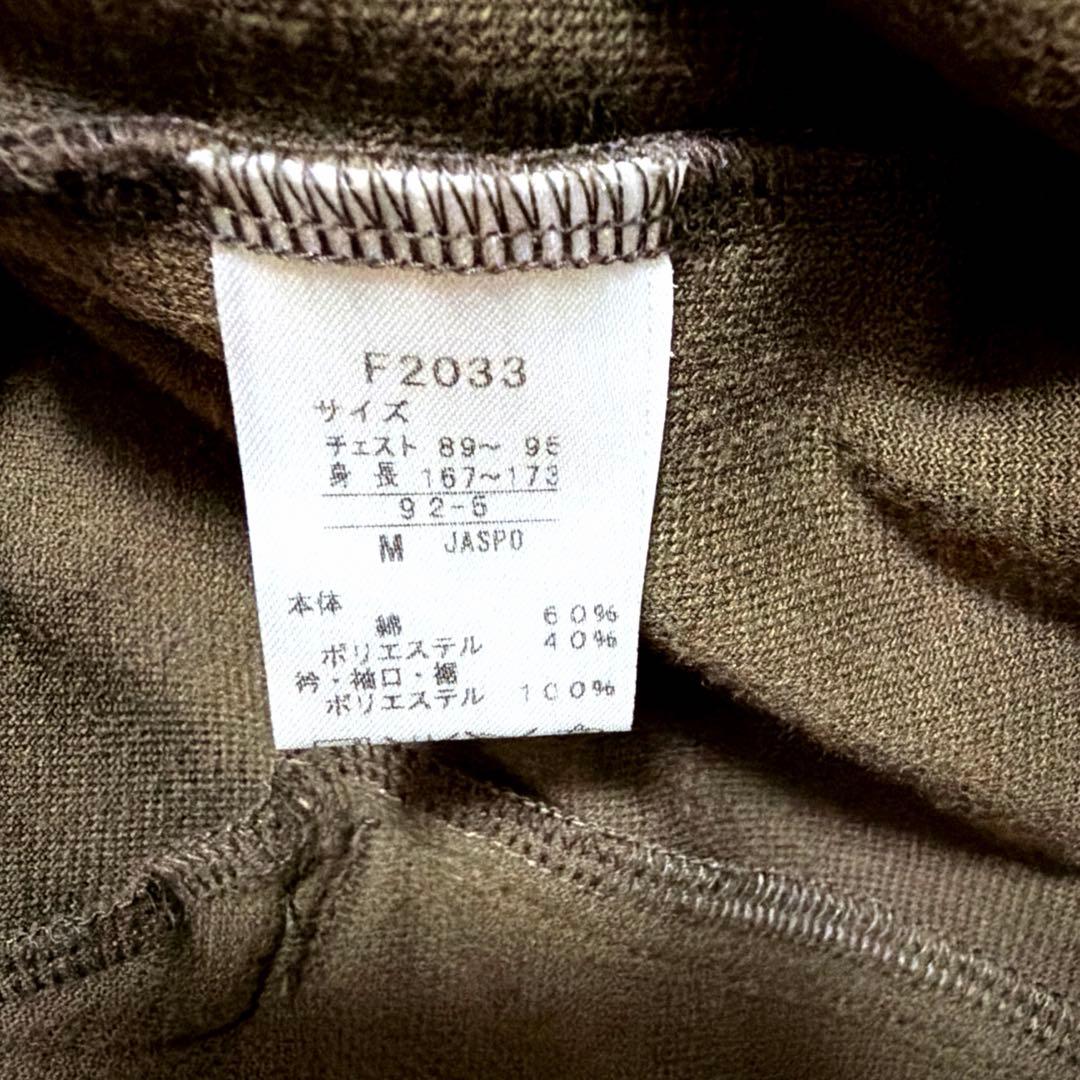 F2033
サイズ
チェスト 89～ 95
身長 167～173
92-5
M JASPO
本体
綿 60%
ポリエステル 40%
衿・袖口・裾
ポリエステル 100%